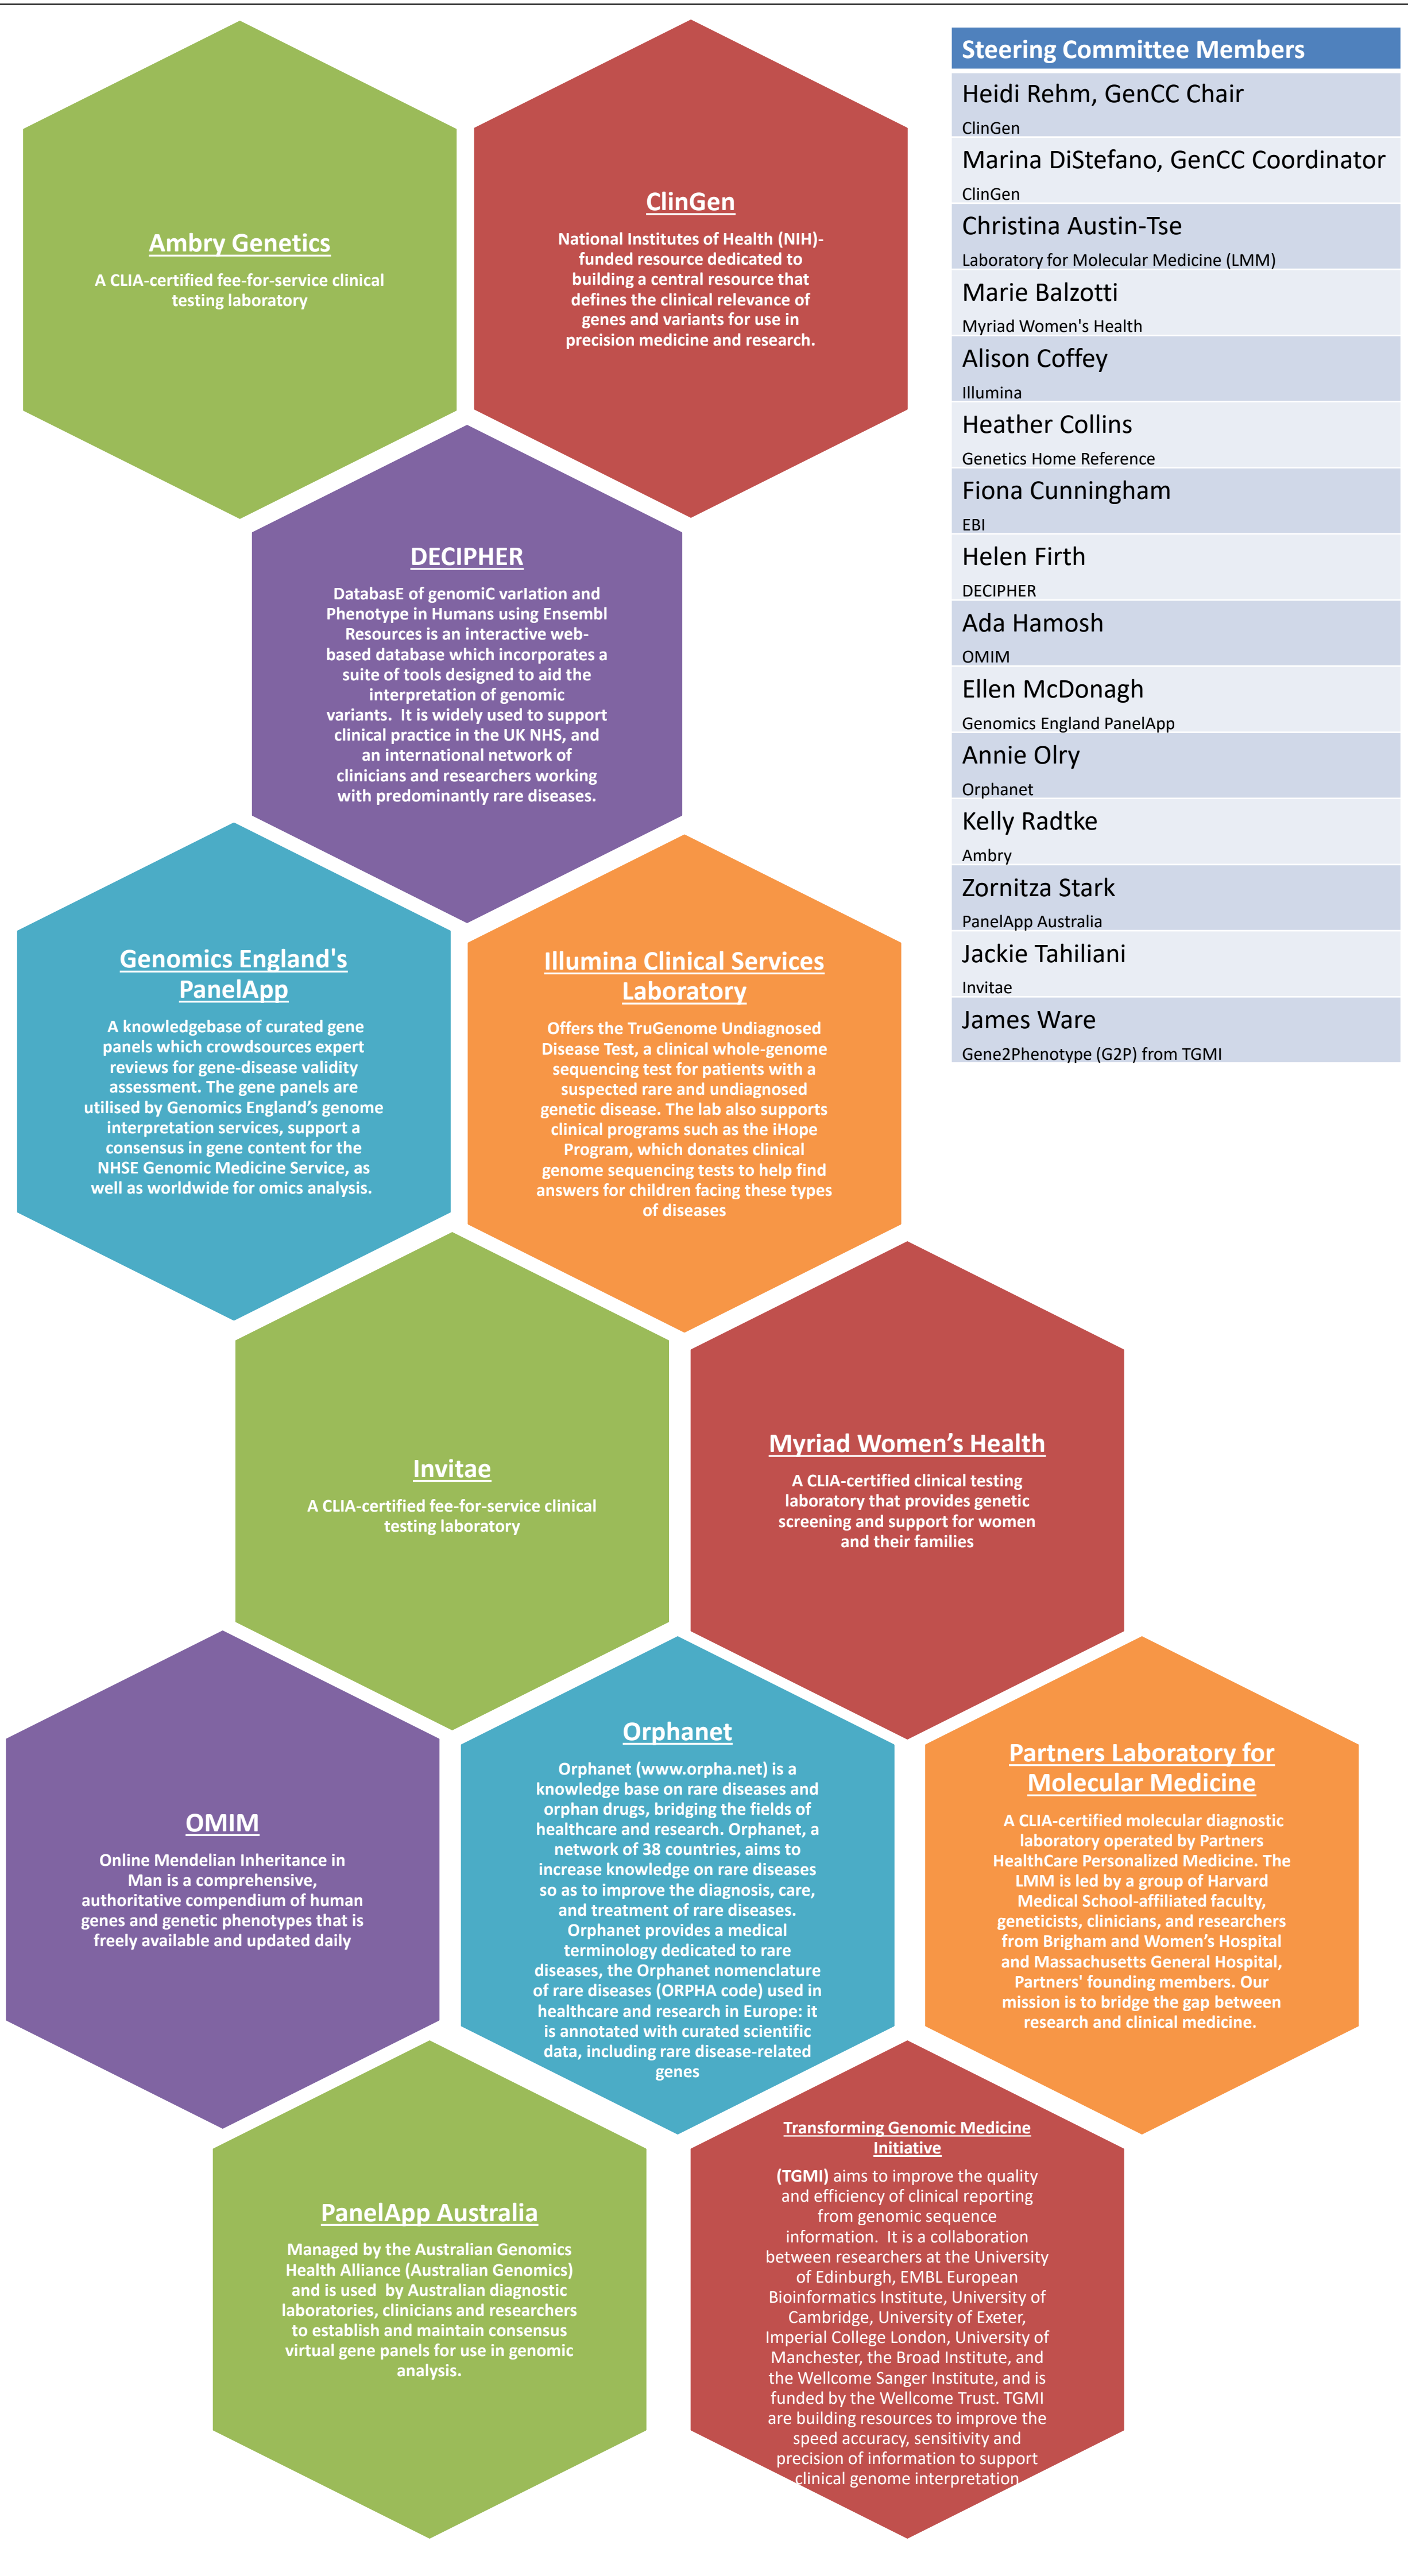 Ambry Genetics
A CLIA-certified fee-for-service clinical
testing laboratory
ClinGen
National Institutes of Health (NIH)-
funded resource dedicated to
building a central resource that
defines the clinical relevance of
genes and variants for use in
precision medicine and research.
DECIPHER
DatabasE of genomiC varIation and
Phenotype in Humans using Ensembl
Resources is an interactive web-
based database which incorporates a
suite of tools designed to aid the
interpretation of genomic
variants.  It is widely used to support
clinical practice in the UK NHS, and
an international network of
clinicians and researchers working
with predominantly rare diseases.
Genomics England's
PanelApp
A knowledgebase of curated gene
panels which crowdsources expert
reviews for gene-disease validity
assessment. The gene panels are
utilised by Genomics England’s genome
interpretation services, support a
consensus in gene content for the
NHSE Genomic Medicine Service, as
well as worldwide for omics analysis.
Illumina Clinical Services
Laboratory
Offers the TruGenome Undiagnosed
Disease Test, a clinical whole-genome
sequencing test for patients with a
suspected rare and undiagnosed
genetic disease. The lab also supports
clinical programs such as the iHope
Program, which donates clinical
genome sequencing tests to help find
answers for children facing these types
of diseases
Invitae
A CLIA-certified fee-for-service clinical
testing laboratory
Myriad Women’s Health
A CLIA-certified clinical testing
laboratory that provides genetic
screening and support for women
and their families
OMIM
Online Mendelian Inheritance in
Man is a comprehensive,
authoritative compendium of human
genes and genetic phenotypes that is
freely available and updated daily
Orphanet
Orphanet (www.orpha.net) is a
knowledge base on rare diseases and
orphan drugs, bridging the fields of
healthcare and research. Orphanet, a
network of 38 countries, aims to
increase knowledge on rare diseases
so as to improve the diagnosis, care,
and treatment of rare diseases.
Orphanet provides a medical
terminology dedicated to rare
diseases, the Orphanet nomenclature
of rare diseases (ORPHA code) used in
healthcare and research in Europe: it
is annotated with curated scientific
data, including rare disease-related
genes
Partners Laboratory for
Molecular Medicine
A CLIA-certified molecular diagnostic
laboratory operated by Partners
HealthCare Personalized Medicine. The
LMM is led by a group of Harvard
Medical School-affiliated faculty,
geneticists, clinicians, and researchers
from Brigham and Women’s Hospital
and Massachusetts General Hospital,
Partners' founding members. Our
mission is to bridge the gap between
research and clinical medicine.
PanelApp Australia
Managed by the Australian Genomics
Health Alliance (Australian Genomics)
and is used  by Australian diagnostic
laboratories, clinicians and researchers
to establish and maintain consensus
virtual gene panels for use in genomic
analysis.
Transforming Genomic Medicine
Initiative
(TGMI) aims to improve the quality
and efficiency of clinical reporting
from genomic sequence
information.  It is a collaboration
between researchers at the University
of Edinburgh, EMBL European
Bioinformatics Institute, University of
Cambridge, University of Exeter,
Imperial College London, University of
Manchester, the Broad Institute, and
the Wellcome Sanger Institute, and is
funded by the Wellcome Trust. TGMI
are building resources to improve the
speed accuracy, sensitivity and
precision of information to support
clinical genome interpretation
Steering Committee Members
Heidi Rehm, GenCC Chair
ClinGen
Marina DiStefano, GenCC Coordinator
ClinGen
Christina Austin-Tse
Laboratory for Molecular Medicine (LMM)
Marie Balzotti
Myriad Women's Health
Alison Coffey
Illumina
Heather Collins
Genetics Home Reference
Fiona Cunningham
EBI
Helen Firth
DECIPHER
Ada Hamosh
OMIM
Ellen McDonagh
Genomics England PanelApp
Annie Olry
Orphanet
Kelly Radtke
Ambry
Zornitza Stark
PanelApp Australia
Jackie Tahiliani
Invitae
James Ware
Gene2Phenotype (G2P) from TGMI